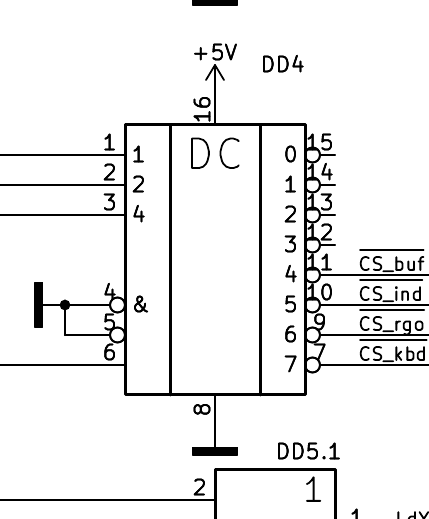 +5V DD4
16
DC
1 1 0 15
2 2 1 14
3 4 2 13
3 12
4 11 CS_buf
4 & 5 10 CS_ind
5 6 9 CS_rgo
6 7 7 CS_kbd
8
DD5.1
2 1
1